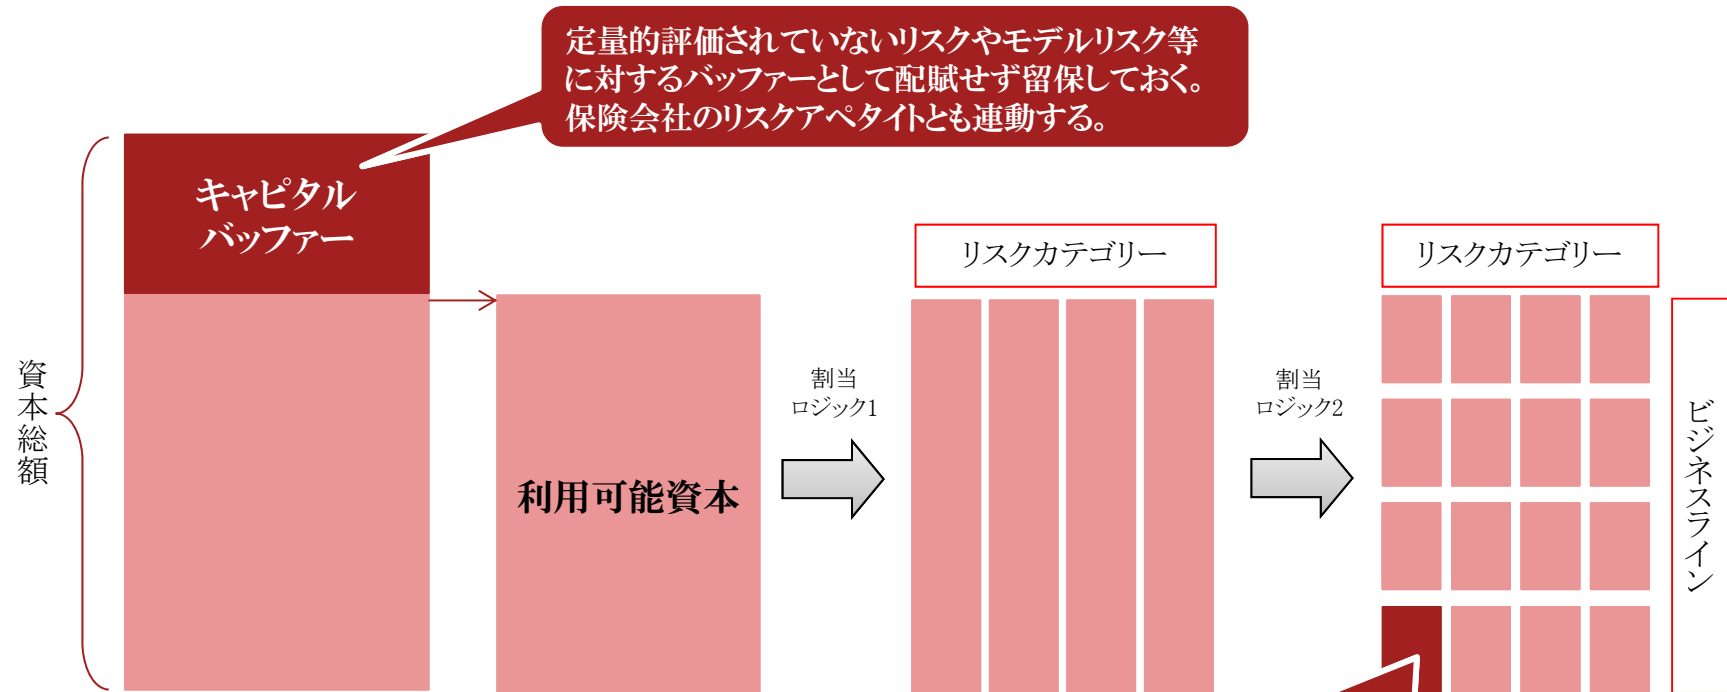 定量的評価されていないリスクやモデルリスク等
に対するバッファーとして配賦せず留保しておく。
保険会社のリスクアペタイトとも連動する。
キャピタル
バッファー
リスクカテゴリー
リスクカテゴリー
資本総額
利用可能資本
割当
ロジック1
割当
ロジック2
ビジネスライン